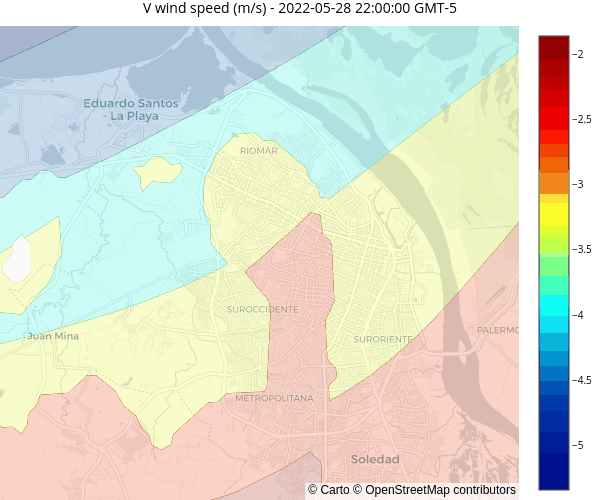 V wind speed (m/s) - 2022-05-28 22:00:00 GMT-5
Eduardo Santos
- La Playa
RIOMAR
SUROCCIDENTE
Juan Mina
SURORIENTE
PALERMO
METROPOLITANA
Soledad
© Carto © OpenStreetMap contributors
−2
−2.5
−3
−3.5
−4
−4.5
−5